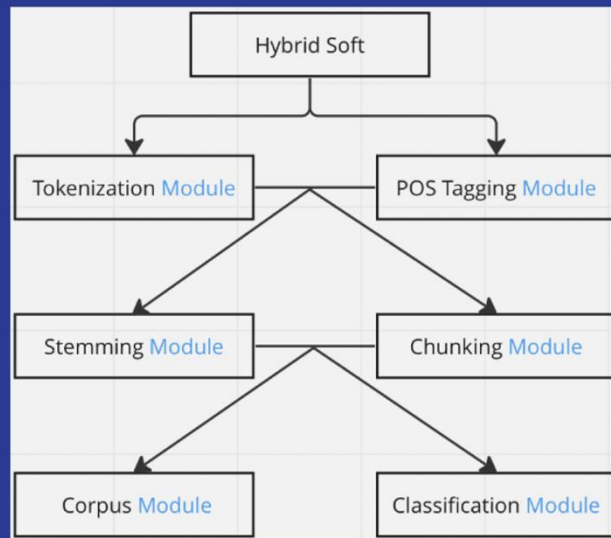 Hybrid Soft
Tokenization Module
POS Tagging Module
Stemming Module
Chunking Module
Corpus Module
Classification Module